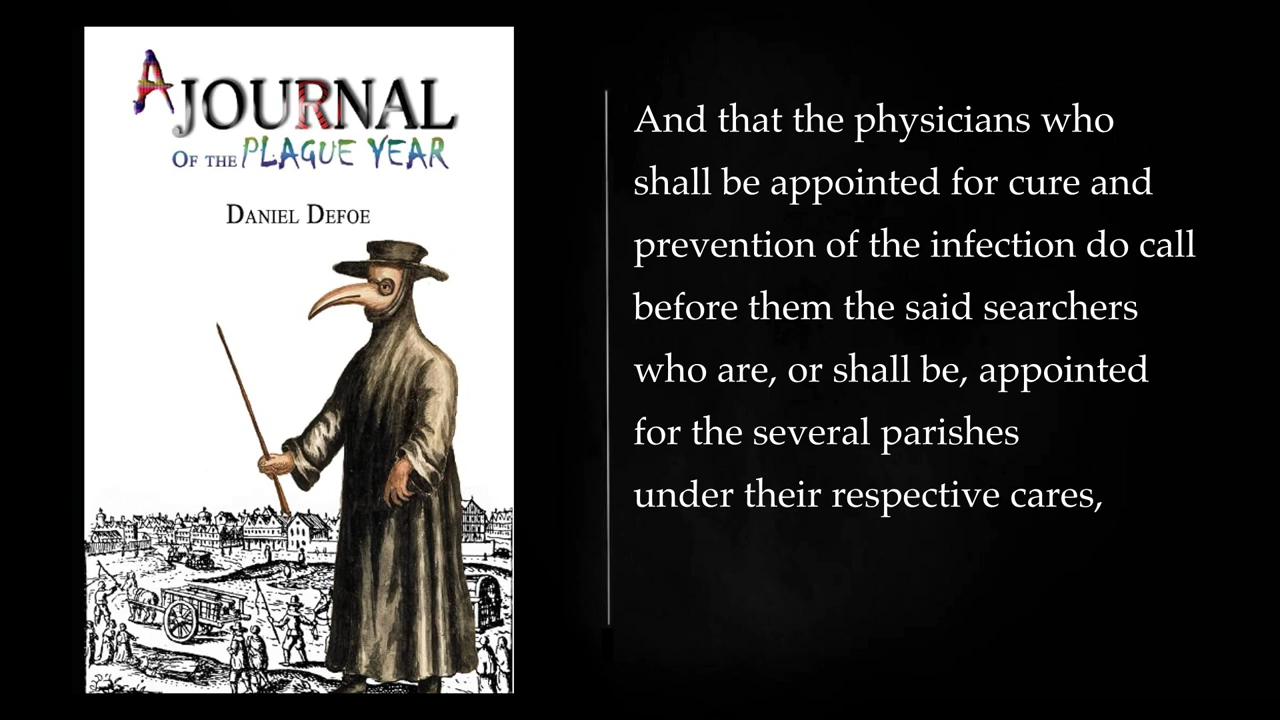 A JOURNAL
OF THE PLAGUE YEAR
DANIEL DEFOE
And that the physicians who
shall be appointed for cure and
prevention of the infection do call
before them the said searchers
who are, or shall be, appointed
for the several parishes
under their respective cares,